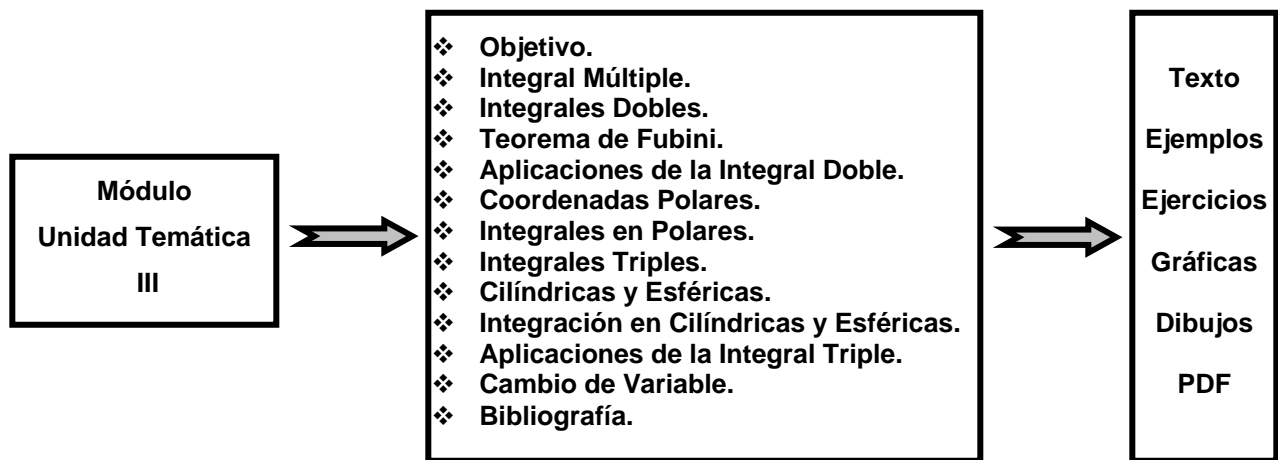 Módulo
Unidad Temática
III
❖ Objetivo.
❖ Integral Múltiple.
❖ Integrales Dobles.
❖ Teorema de Fubini.
❖ Aplicaciones de la Integral Doble.
❖ Coordenadas Polares.
❖ Integrales en Polares.
❖ Integrales Triples.
❖ Cilíndricas y Esféricas.
❖ Integración en Cilíndricas y Esféricas.
❖ Aplicaciones de la Integral Triple.
❖ Cambio de Variable.
❖ Bibliografía.
Texto
Ejemplos
Ejercicios
Gráficas
Dibujos
PDF